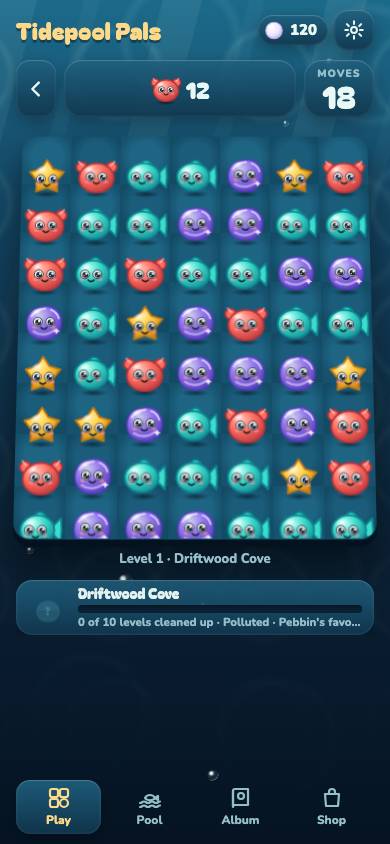 Tidepool Pals
120
12
MOVES
18
Level 1 · Driftwood Cove
Driftwood Cove
0 of 10 levels cleaned up · Polluted · Pebbin's favo...
Play
Pool
Album
Shop